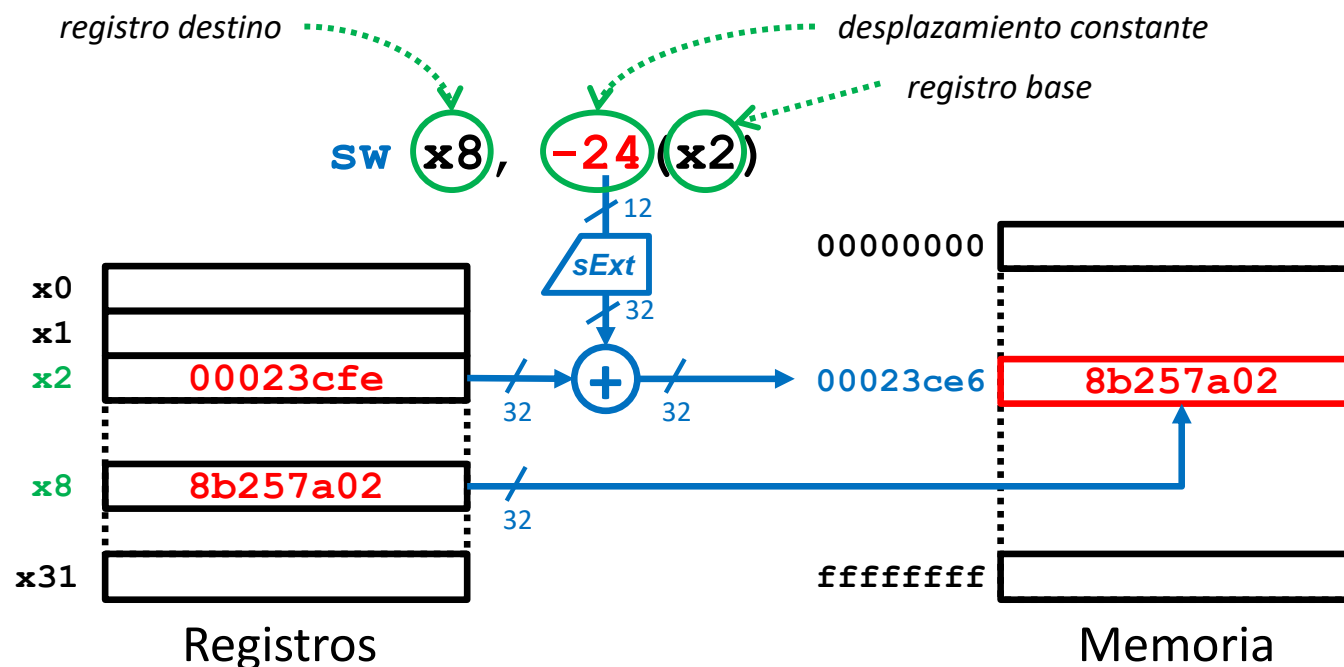 registro destino
desplazamiento constante
registro base
sw x8, -24(x2)
12
sExt
32
00000000
x0
x1
x2 00023cfe
32
+
32
00023ce6 8b257a02
x8 8b257a02
32
x31
ffffffff
Registros
Memoria